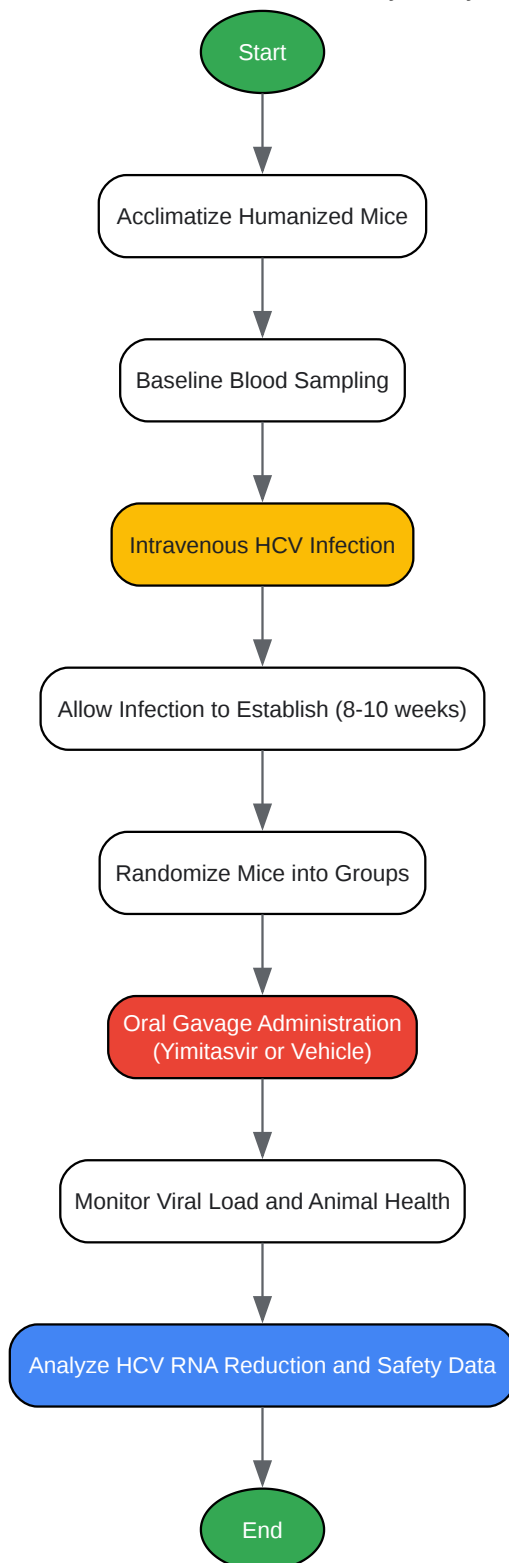 Start
Acclimatize Humanized Mice
Baseline Blood Sampling
Intravenous HCV Infection
Allow Infection to Establish (8-10 weeks)
Randomize Mice into Groups
Oral Gavage Administration
(Yimitasvir or Vehicle)
Monitor Viral Load and Animal Health
Analyze HCV RNA Reduction and Safety Data
End